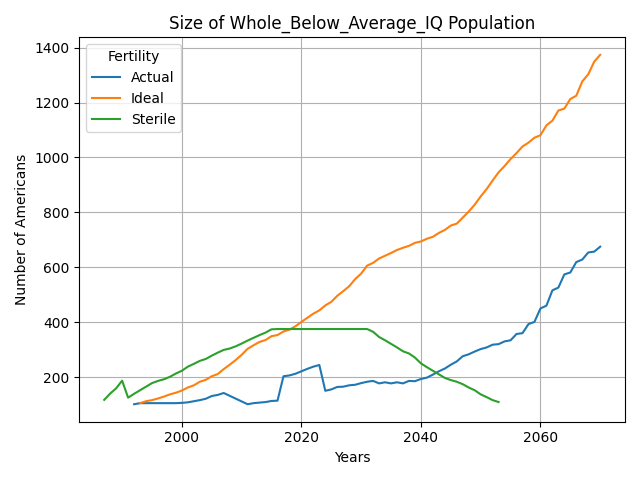 Size of Whole_Below_Average_IQ Population
Fertility
Actual
Ideal
Sterile
Number of Americans
1400
1200
1000
800
600
400
200
2000
2020
2040
2060
Years